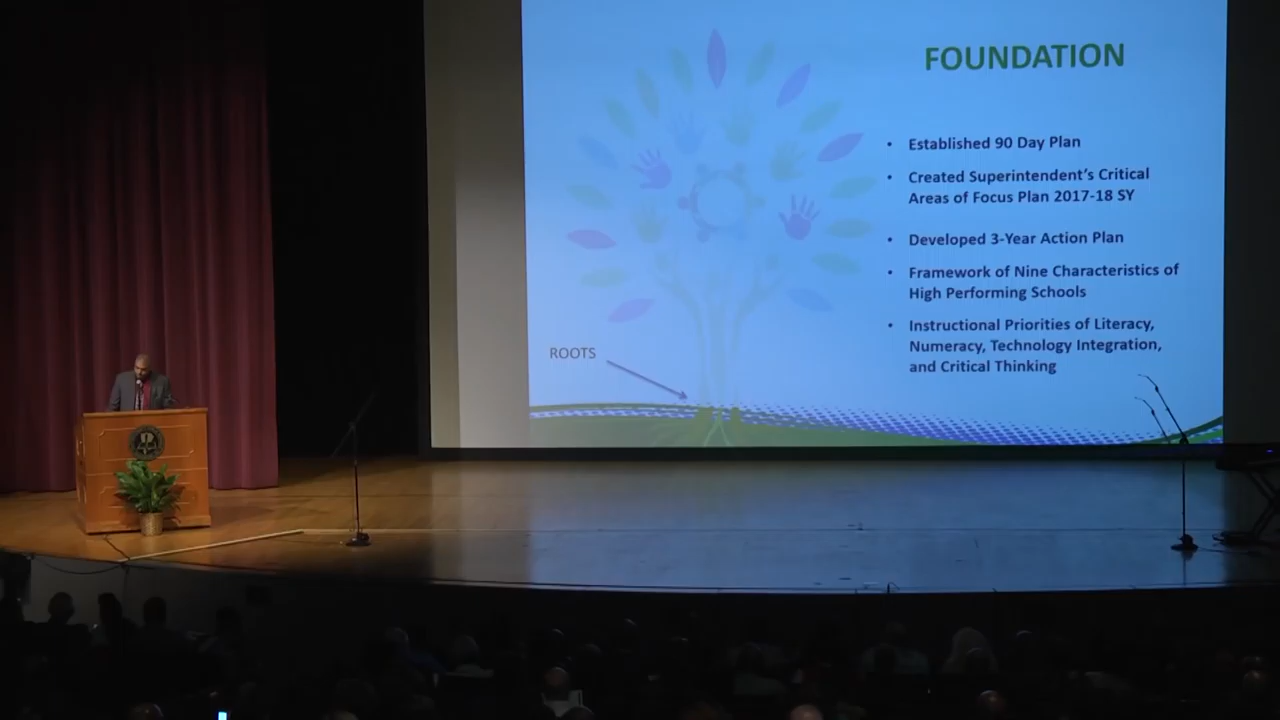 FOUNDATION
• Established 90 Day Plan
• Created Superintendent's Critical
Areas of Focus Plan 2017-18 SY
• Developed 3-Year Action Plan
• Framework of Nine Characteristics of
High Performing Schools
• Instructional Priorities of Literacy,
Numeracy, Technology Integration,
and Critical Thinking
ROOTS